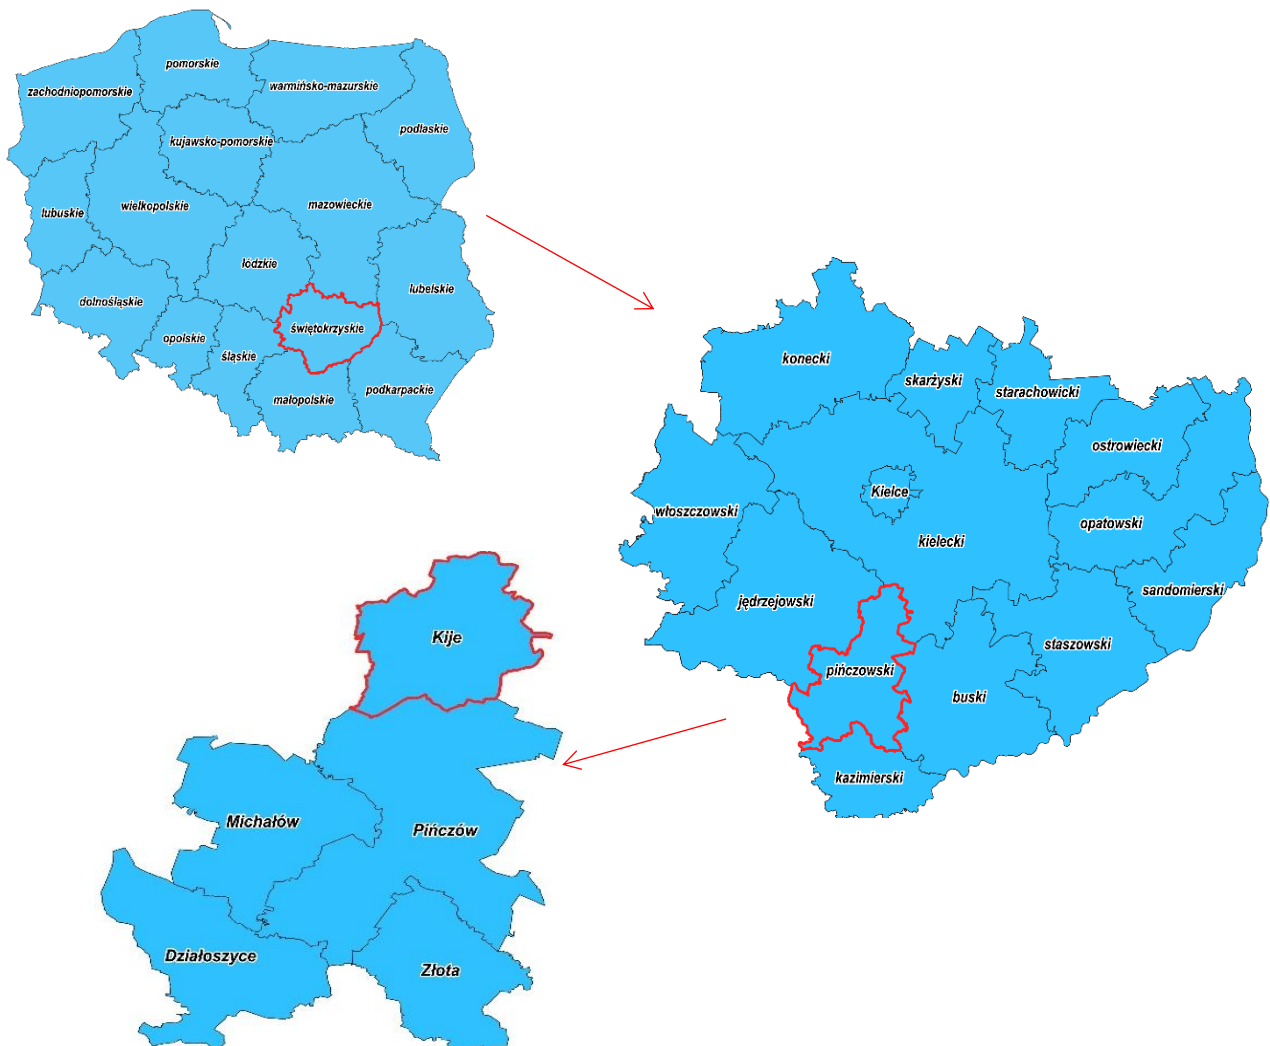 pomorskie
zachodniopomorskie
warmińsko-mazurskie
podlaskie
kujawsko-pomorskie
lubuskie
wielkopolskie
mazowieckie
łódzkie
lubelskie
dolnośląskie
opolskie
śląskie
świętokrzyskie
małopolskie
podkarpackie
konecki
skarżyski
starachowicki
ostrowiecki
Kielce
włoszczowski
opatowski
kielecki
jędrzejowski
sandomierski
staszowski
pińczowski
buski
kazimierski
Kije
Michałów
Pińczów
Działoszyce
Złota